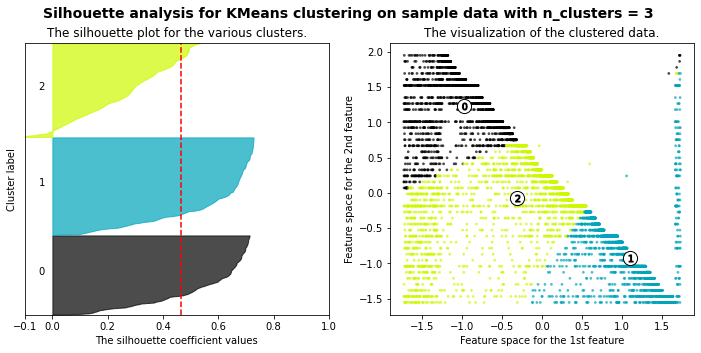 Silhouette analysis for KMeans clustering on sample data with n_clusters = 3
The silhouette plot for the various clusters.
2
1
0
Cluster label
−0.1 0.0 0.2 0.4 0.6 0.8 1.0
The silhouette coefficient values
The visualization of the clustered data.
2.0
1.5
1.0
0.5
0.0
−0.5
−1.0
−1.5
Feature space for the 2nd feature
0
2
1
−1.5 −1.0 −0.5 0.0 0.5 1.0 1.5
Feature space for the 1st feature